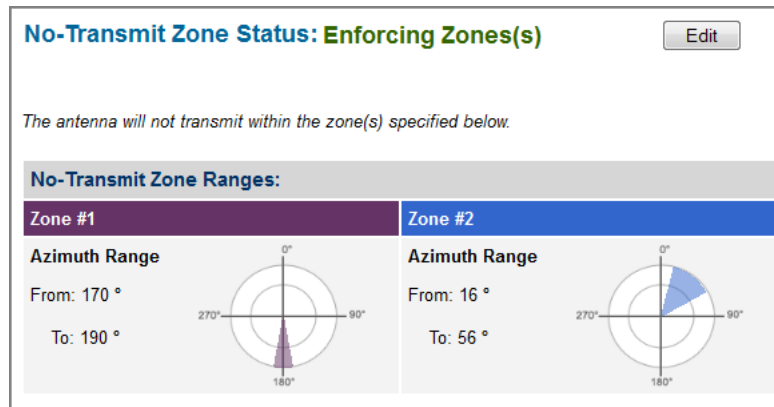 No-Transmit Zone Status: Enforcing Zones(s)
Edit
The antenna will not transmit within the zone(s) specified below.
No-Transmit Zone Ranges:
Zone #1
Azimuth Range
From: 170 °
To: 190 °
0°
270°
90°
180°
Zone #2
Azimuth Range
From: 16 °
To: 56 °
0°
270°
90°
180°